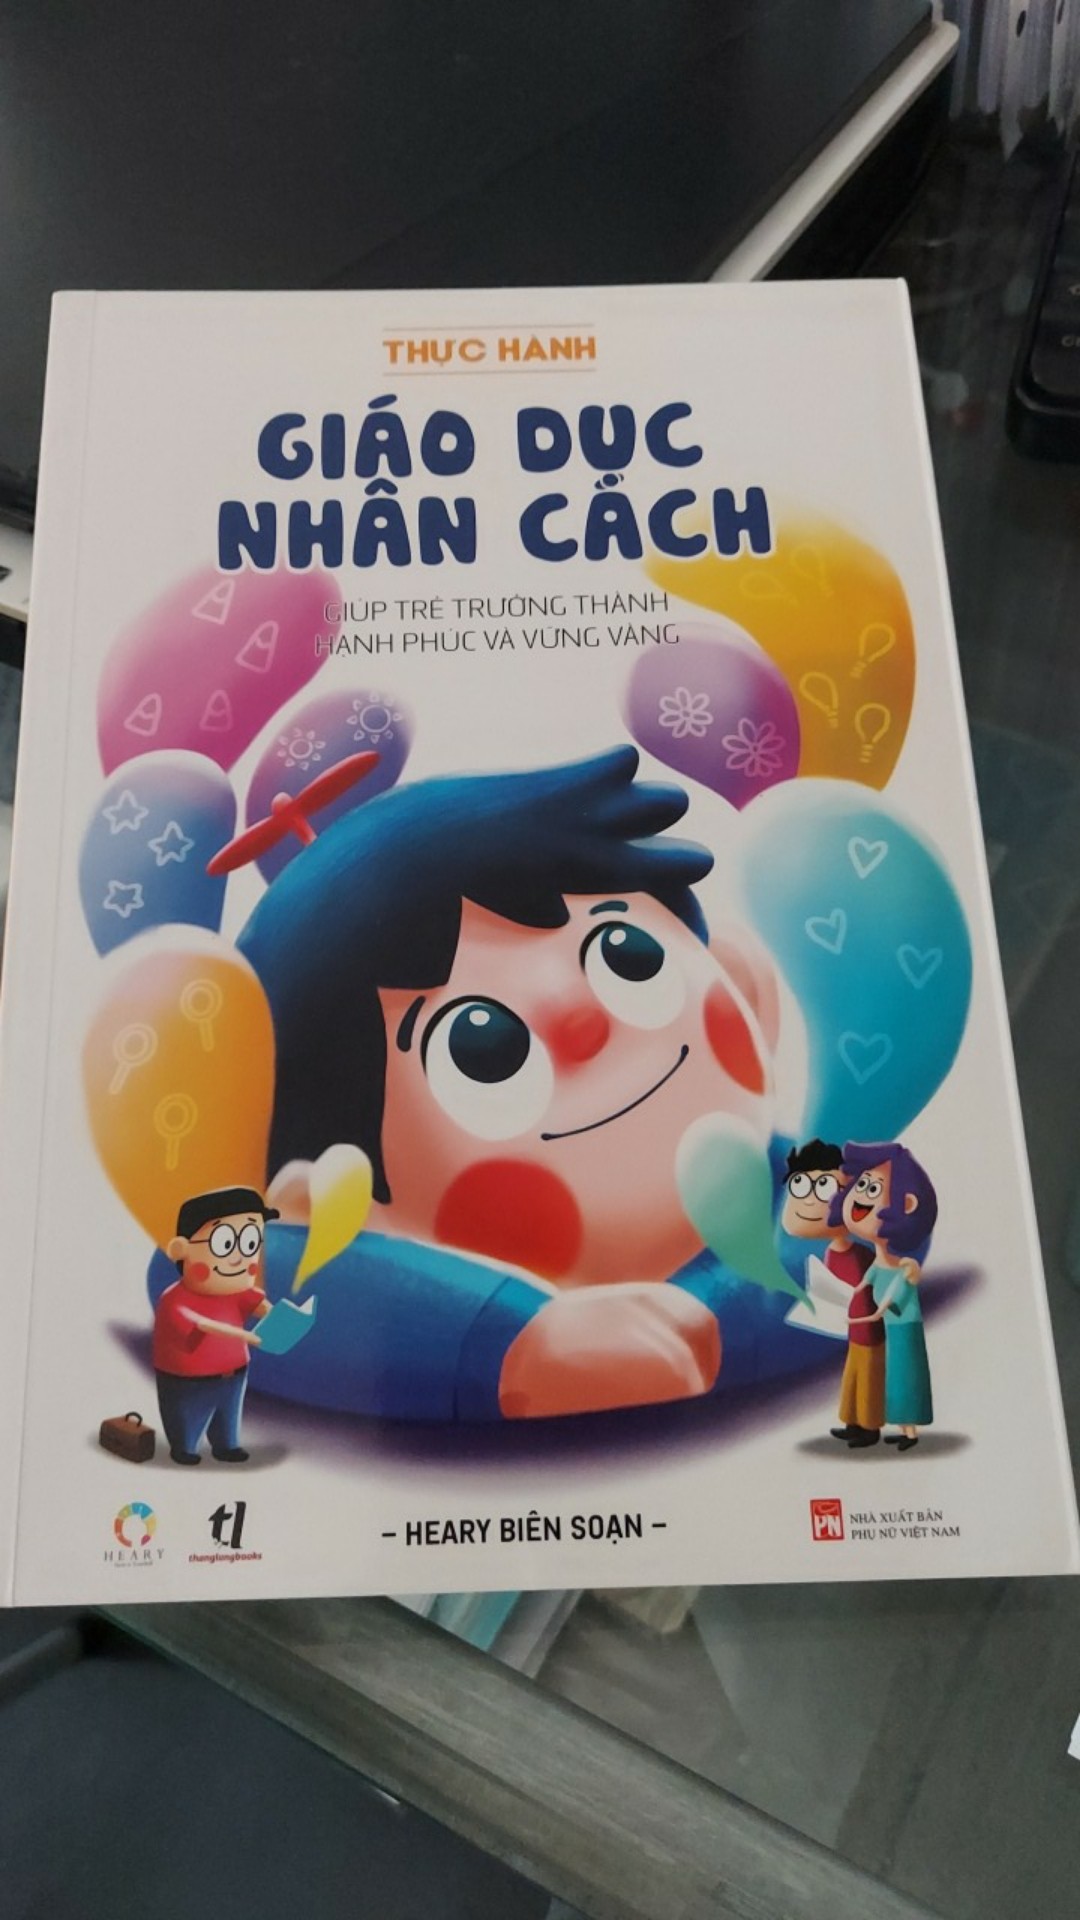 THỰC HÀNH
GIÁO DỤC
NHÂN CÁCH
GIÚP TRẺ TRƯỞNG THÀNH
HẠNH PHÚC VÀ VỮNG VÀNG
HEARY
thanglongbooks
– HEARY BIÊN SOẠN –
PN
NHÀ XUẤT BẢN
PHỤ NỮ VIỆT NAM